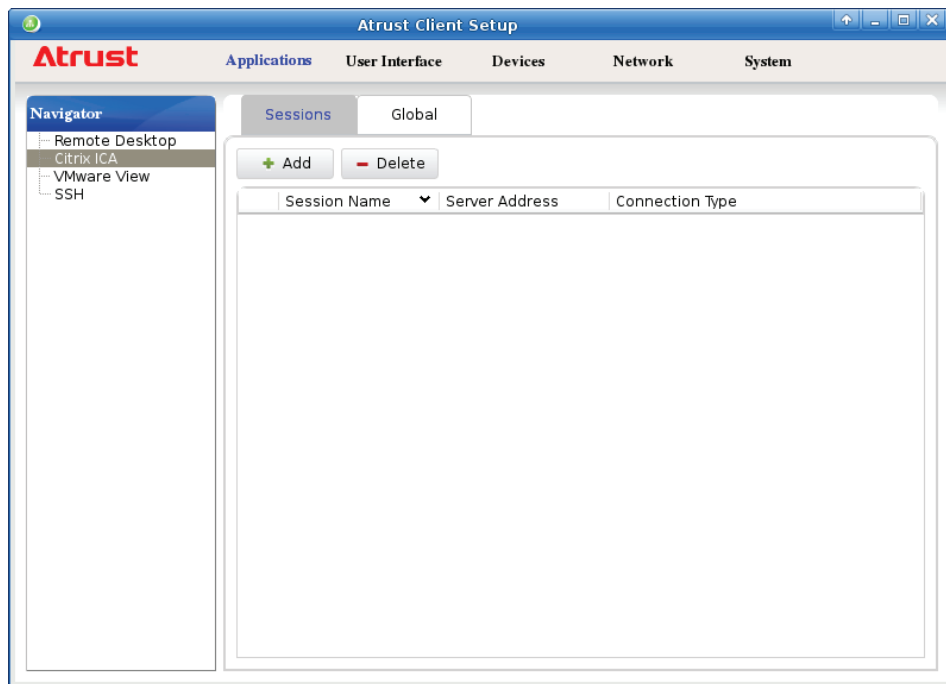 Atrust Client Setup
Atrust
Applications User Interface Devices Network System
Navigator
Remote Desktop
Citrix ICA
VMware View
SSH
Sessions Global
Add Delete
Session Name Server Address Connection Type